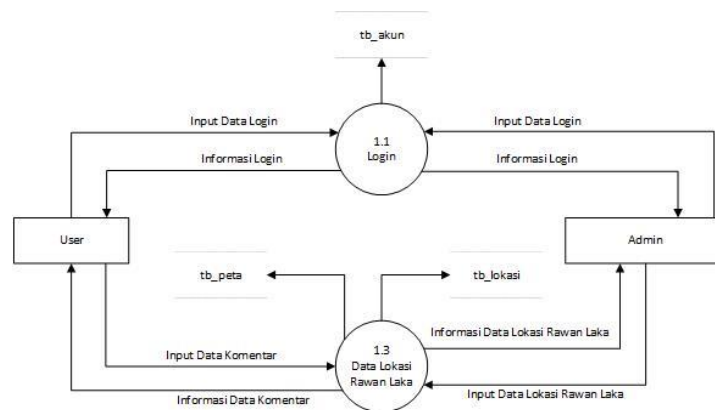 tb_akun
Input Data Login
Input Data Login
1.1
Login
Informasi Login
Informasi Login
User
Admin
tb_peta
tb_lokasi
Informasi Data Lokasi Rawan Laka
1.3
Data Lokasi
Rawan Laka
Input Data Komentar
Informasi Data Komentar
Input Data Lokasi Rawan Laka